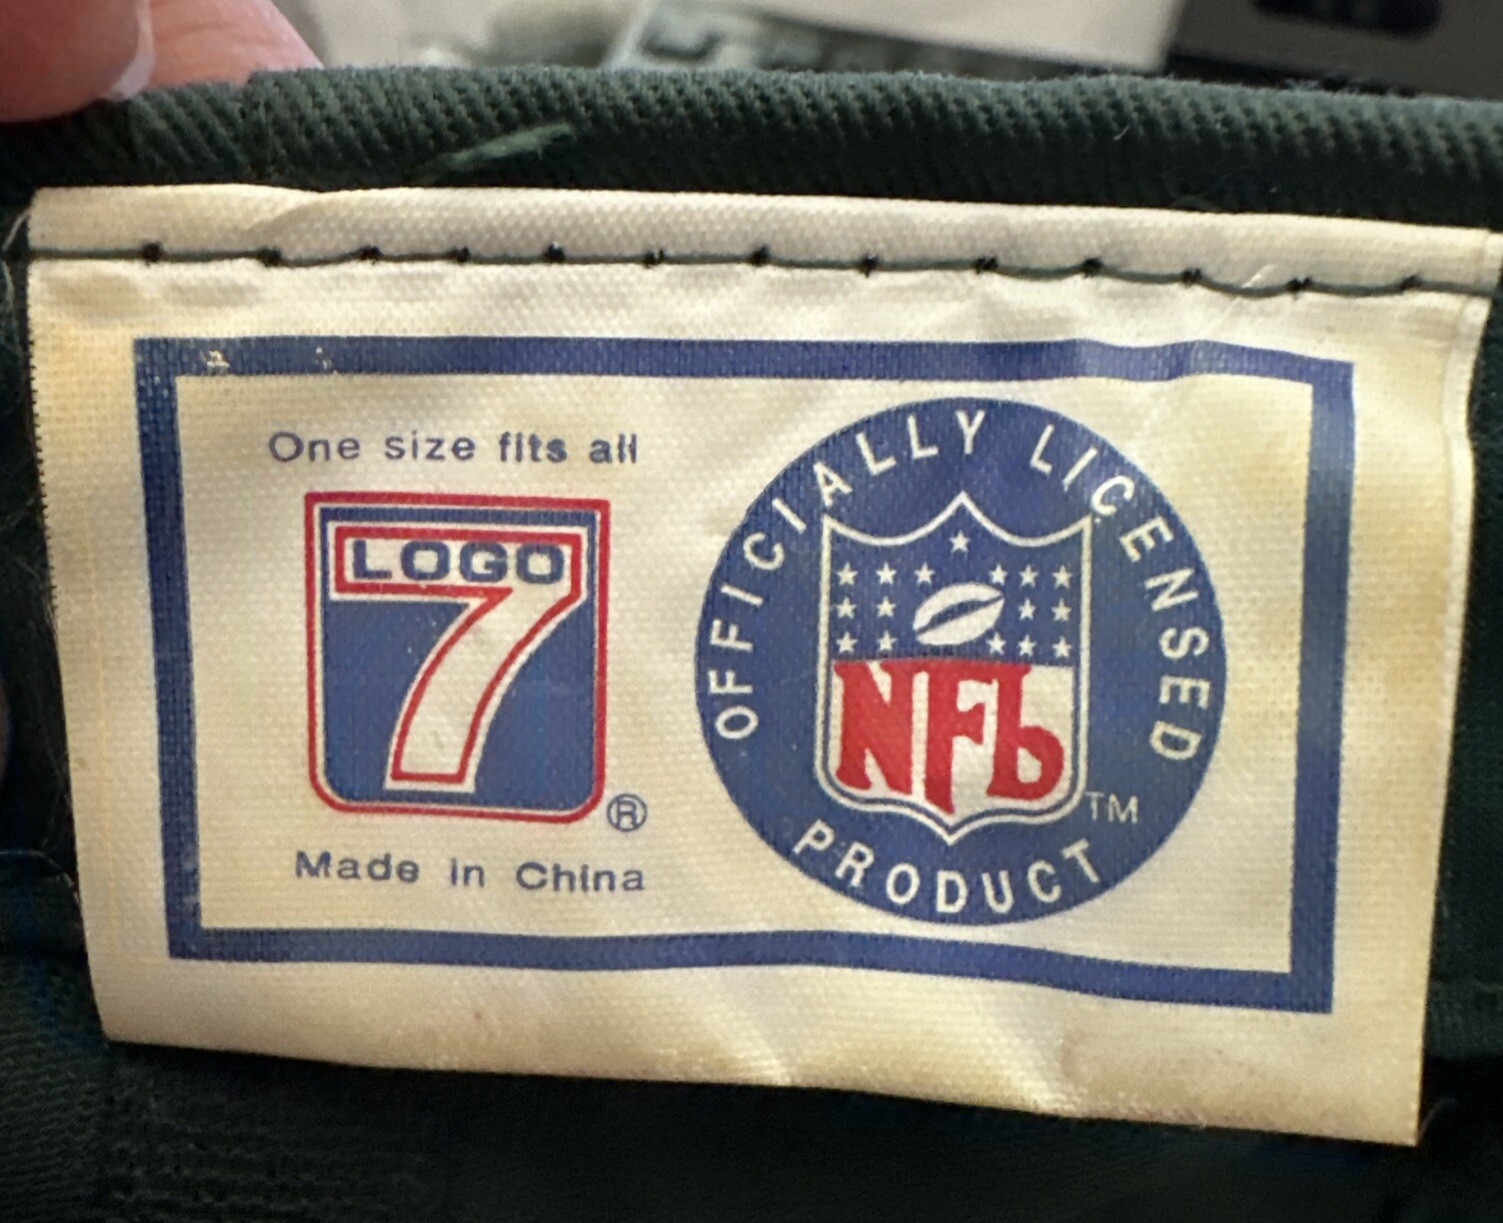 One size fits all
LOGO
7
®
Made in China
OFFICIALLY LICENSED
NFL
TM
PRODUCT